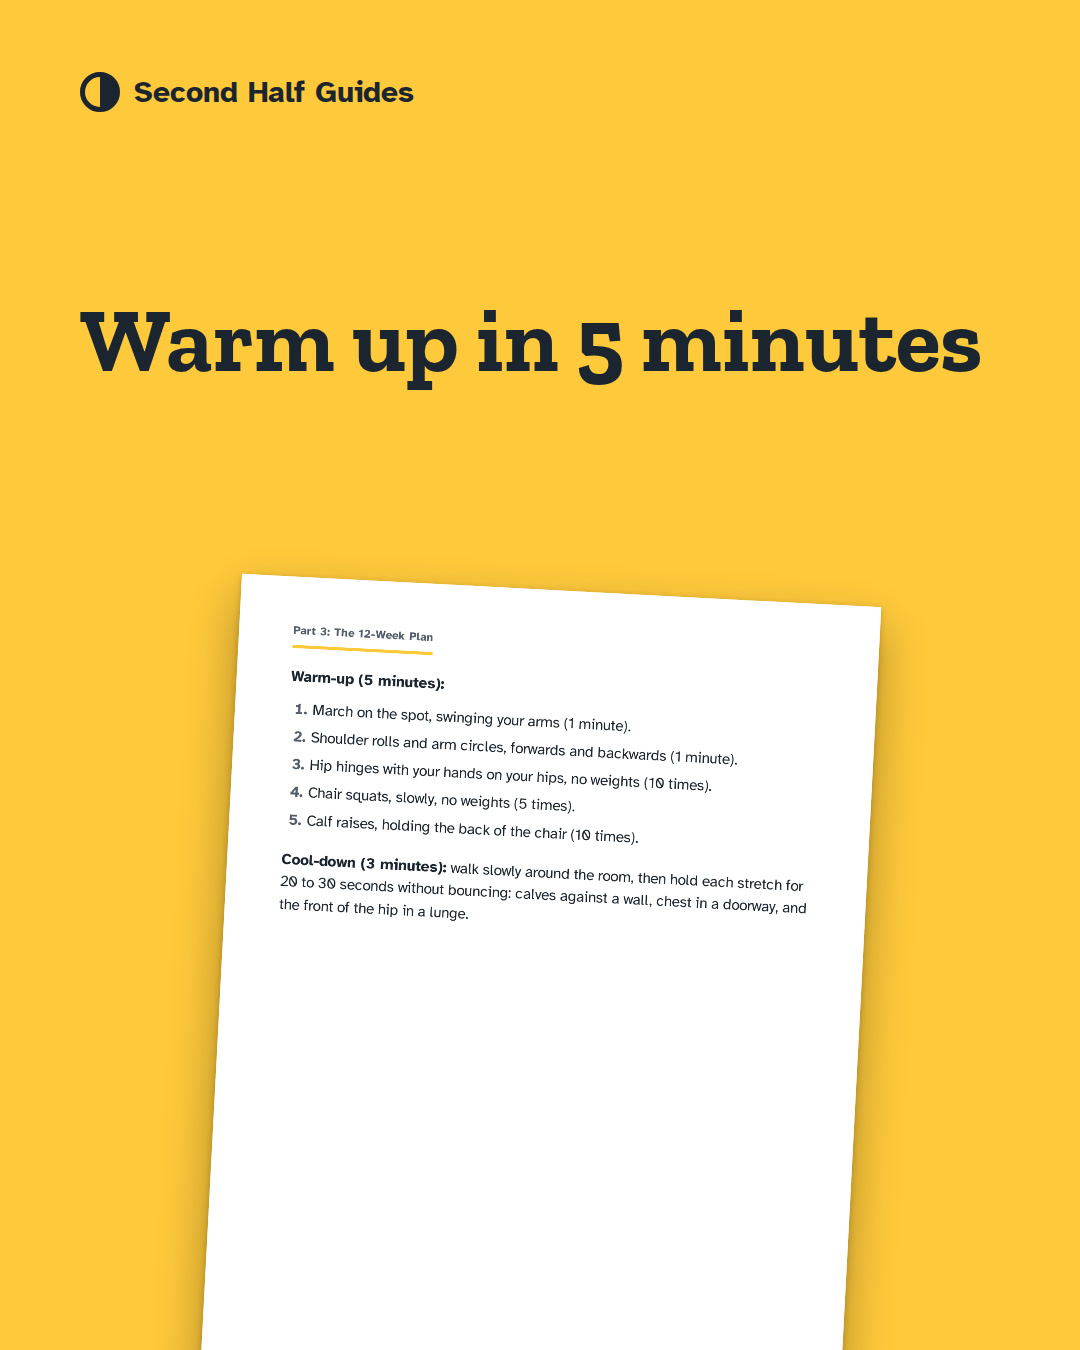 Second Half Guides
Warm up in 5 minutes
Part 3: The 12-Week Plan
Warm-up (5 minutes):
1. March on the spot, swinging your arms (1 minute).
2. Shoulder rolls and arm circles, forwards and backwards (1 minute).
3. Hip hinges with your hands on your hips, no weights (10 times).
4. Chair squats, slowly, no weights (5 times).
5. Calf raises, holding the back of the chair (10 times).
Cool-down (3 minutes): walk slowly around the room, then hold each stretch for
20 to 30 seconds without bouncing: calves against a wall, chest in a doorway, and
the front of the hip in a lunge.